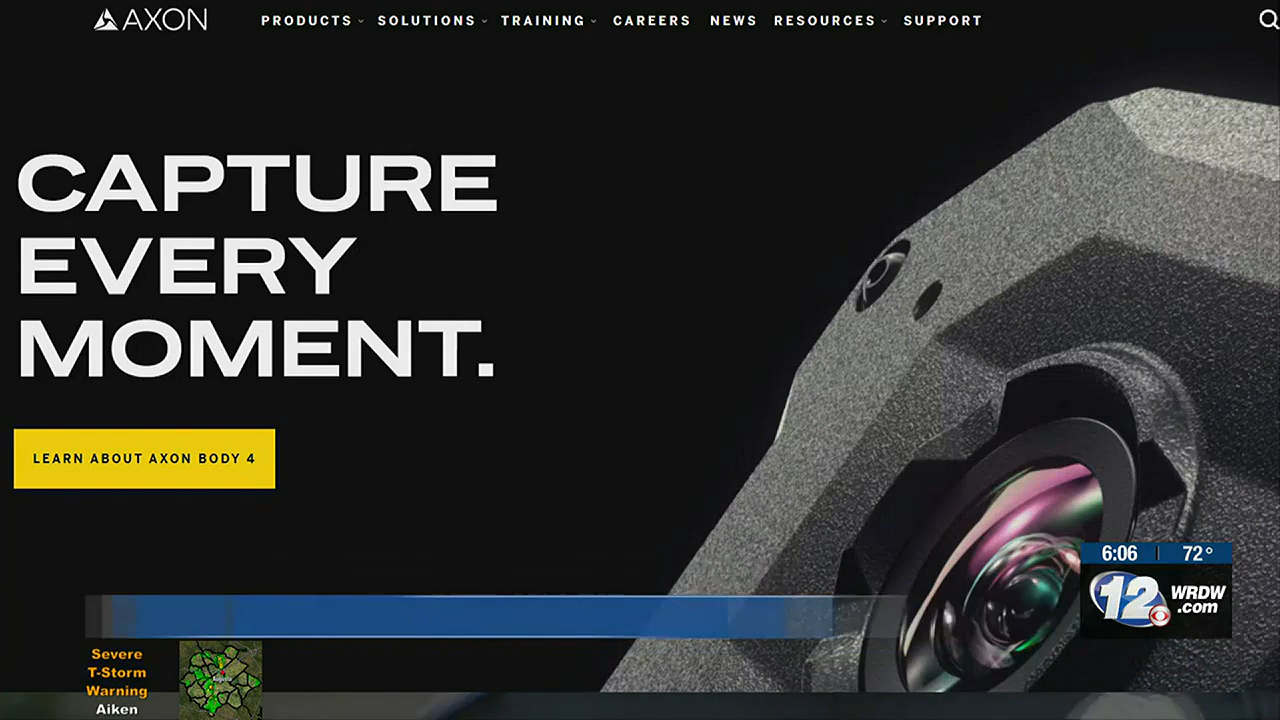 AXON
PRODUCTS SOLUTIONS TRAINING CAREERS NEWS RESOURCES SUPPORT
CAPTURE
EVERY
MOMENT.
LEARN ABOUT AXON BODY 4
6:06 | 72°
12 WRDW
.com
Severe
T-Storm
Warning
Aiken
Augusta